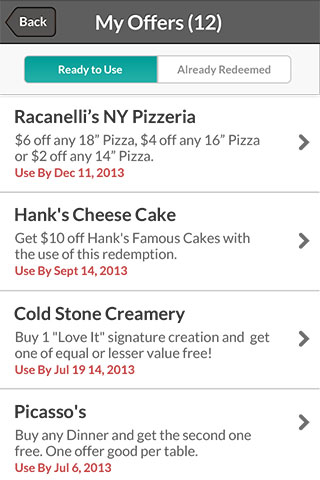 Back
My Offers (12)
Ready to Use
Already Redeemed
Racanelli’s NY Pizzeria
$6 off any 18” Pizza, $4 off any 16” Pizza
or $2 off any 14” Pizza.
Use By Dec 11, 2013
Hank's Cheese Cake
Get $10 off Hank's Famous Cakes with
the use of this redemption.
Use By Sept 14, 2013
Cold Stone Creamery
Buy 1 "Love It" signature creation and get
one of equal or lesser value free!
Use By Jul 19 14, 2013
Picasso's
Buy any Dinner and get the second one
free. One offer good per table.
Use By Jul 6, 2013